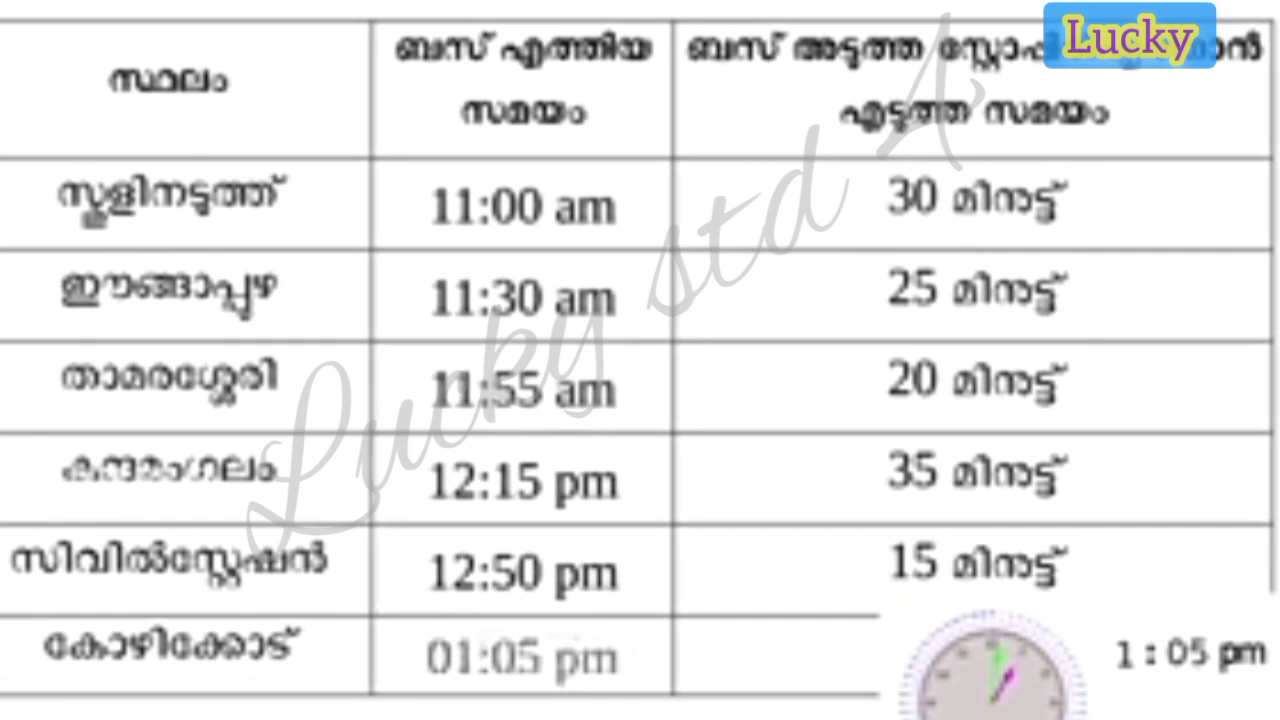 Lucky
സ്ഥലം
ബസ് എത്തിയ സമയം
ബസ് അടുത്ത
എടുത്ത സമയം
സ്കൂളിനടുത്ത് 11:00 am 30 മിനുട്ട്
ഈങ്ങാപ്പുഴ 11:30 am 25 മിനുട്ട്
താമരശ്ശേരി 11:55 am 20 മിനുട്ട്
കുന്ദമംഗലം 12:15 pm 35 മിനുട്ട്
സിവിൽസ്റ്റേഷൻ 12:50 pm 15 മിനുട്ട്
കോഴിക്കോട് 01:05 pm
1 : 05 pm
Lucky std 4